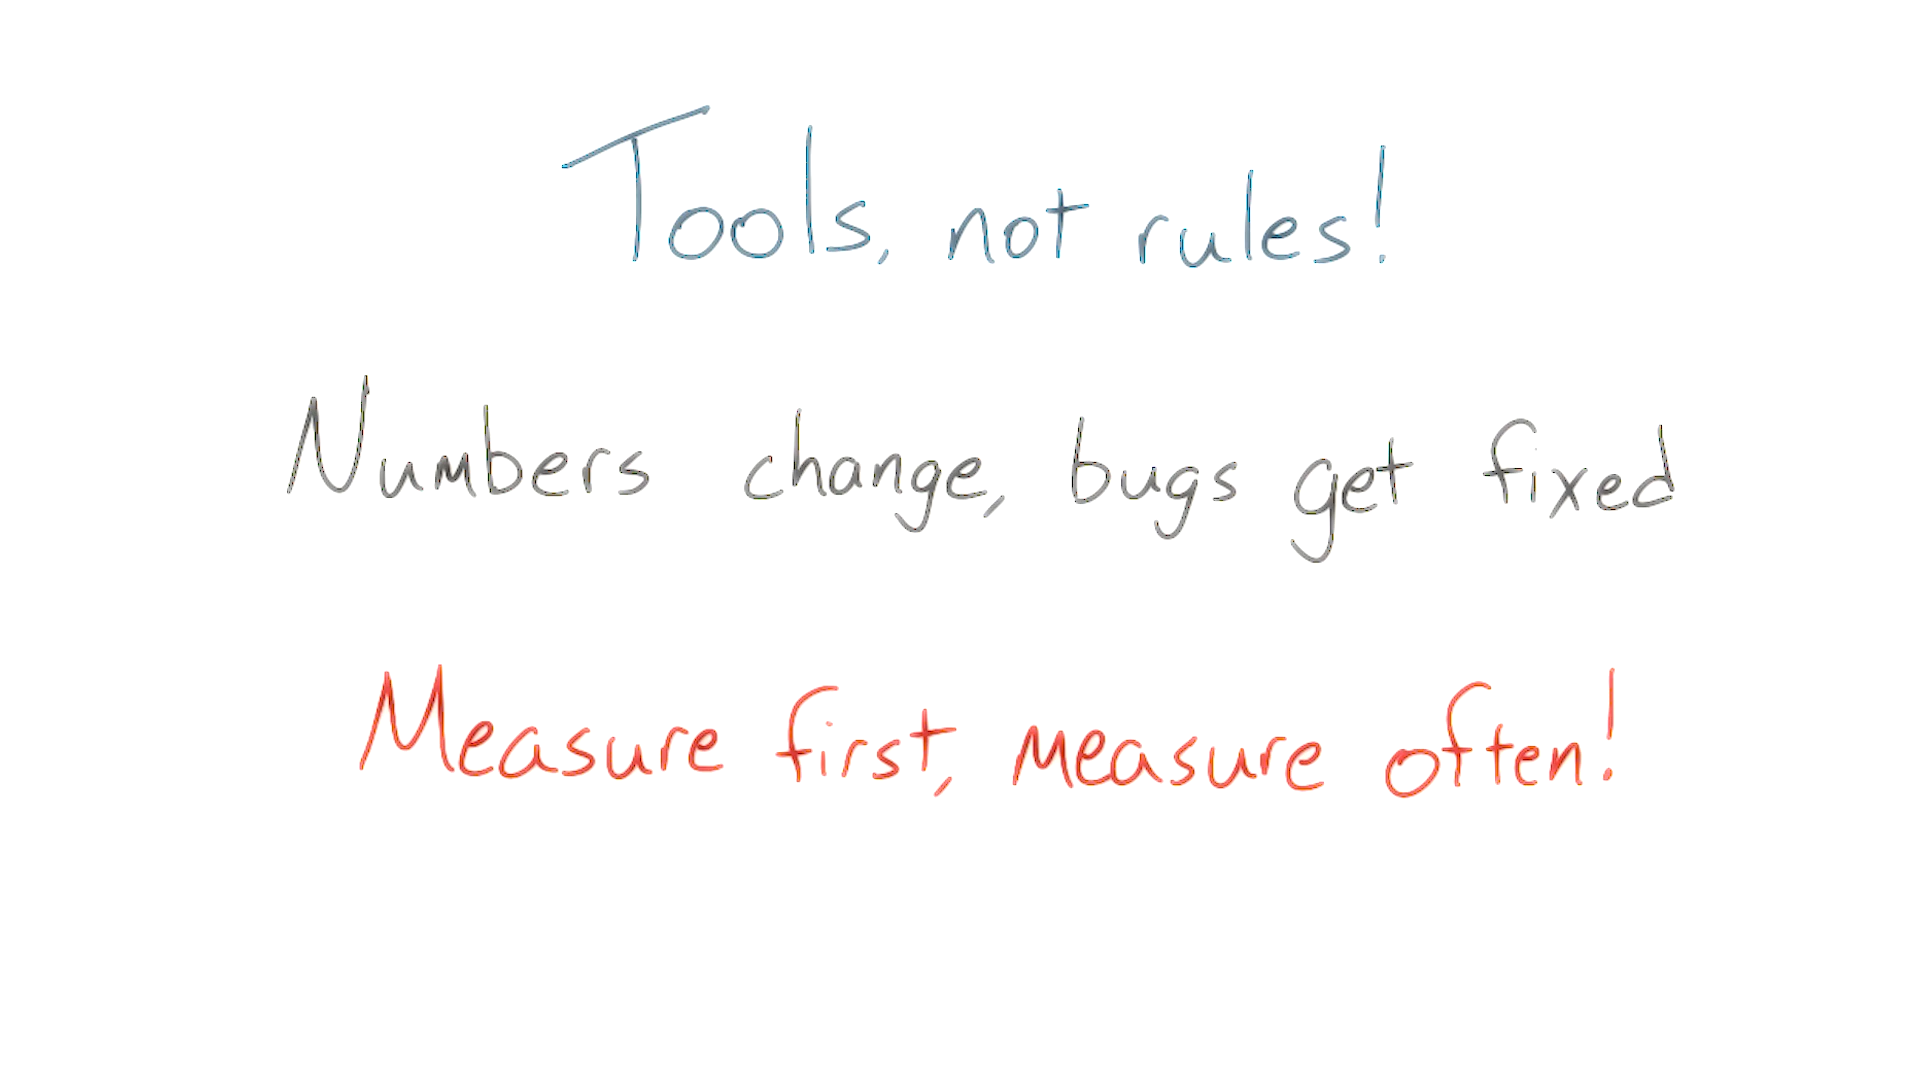 Tools, not rules!
Numbers change, bugs get fixed
Measure first, measure often!